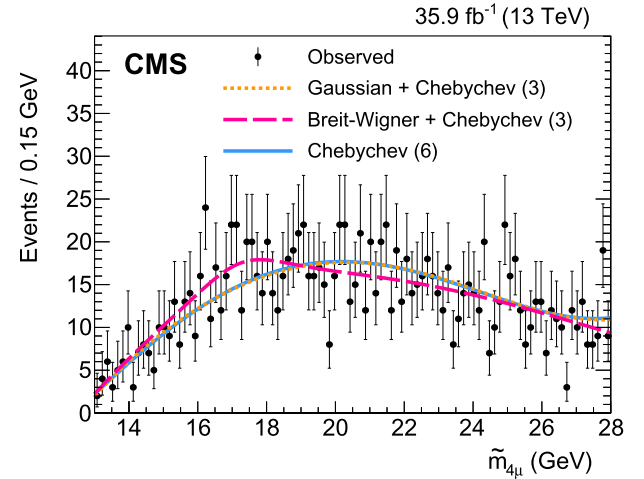 35.9 fb⁻¹ (13 TeV)
CMS
Observed
Gaussian + Chebychev (3)
Breit-Wigner + Chebychev (3)
Chebychev (6)
Events / 0.15 GeV
40
35
30
25
20
15
10
5
0
14 16 18 20 22 24 26 28
m̃₄μ (GeV)